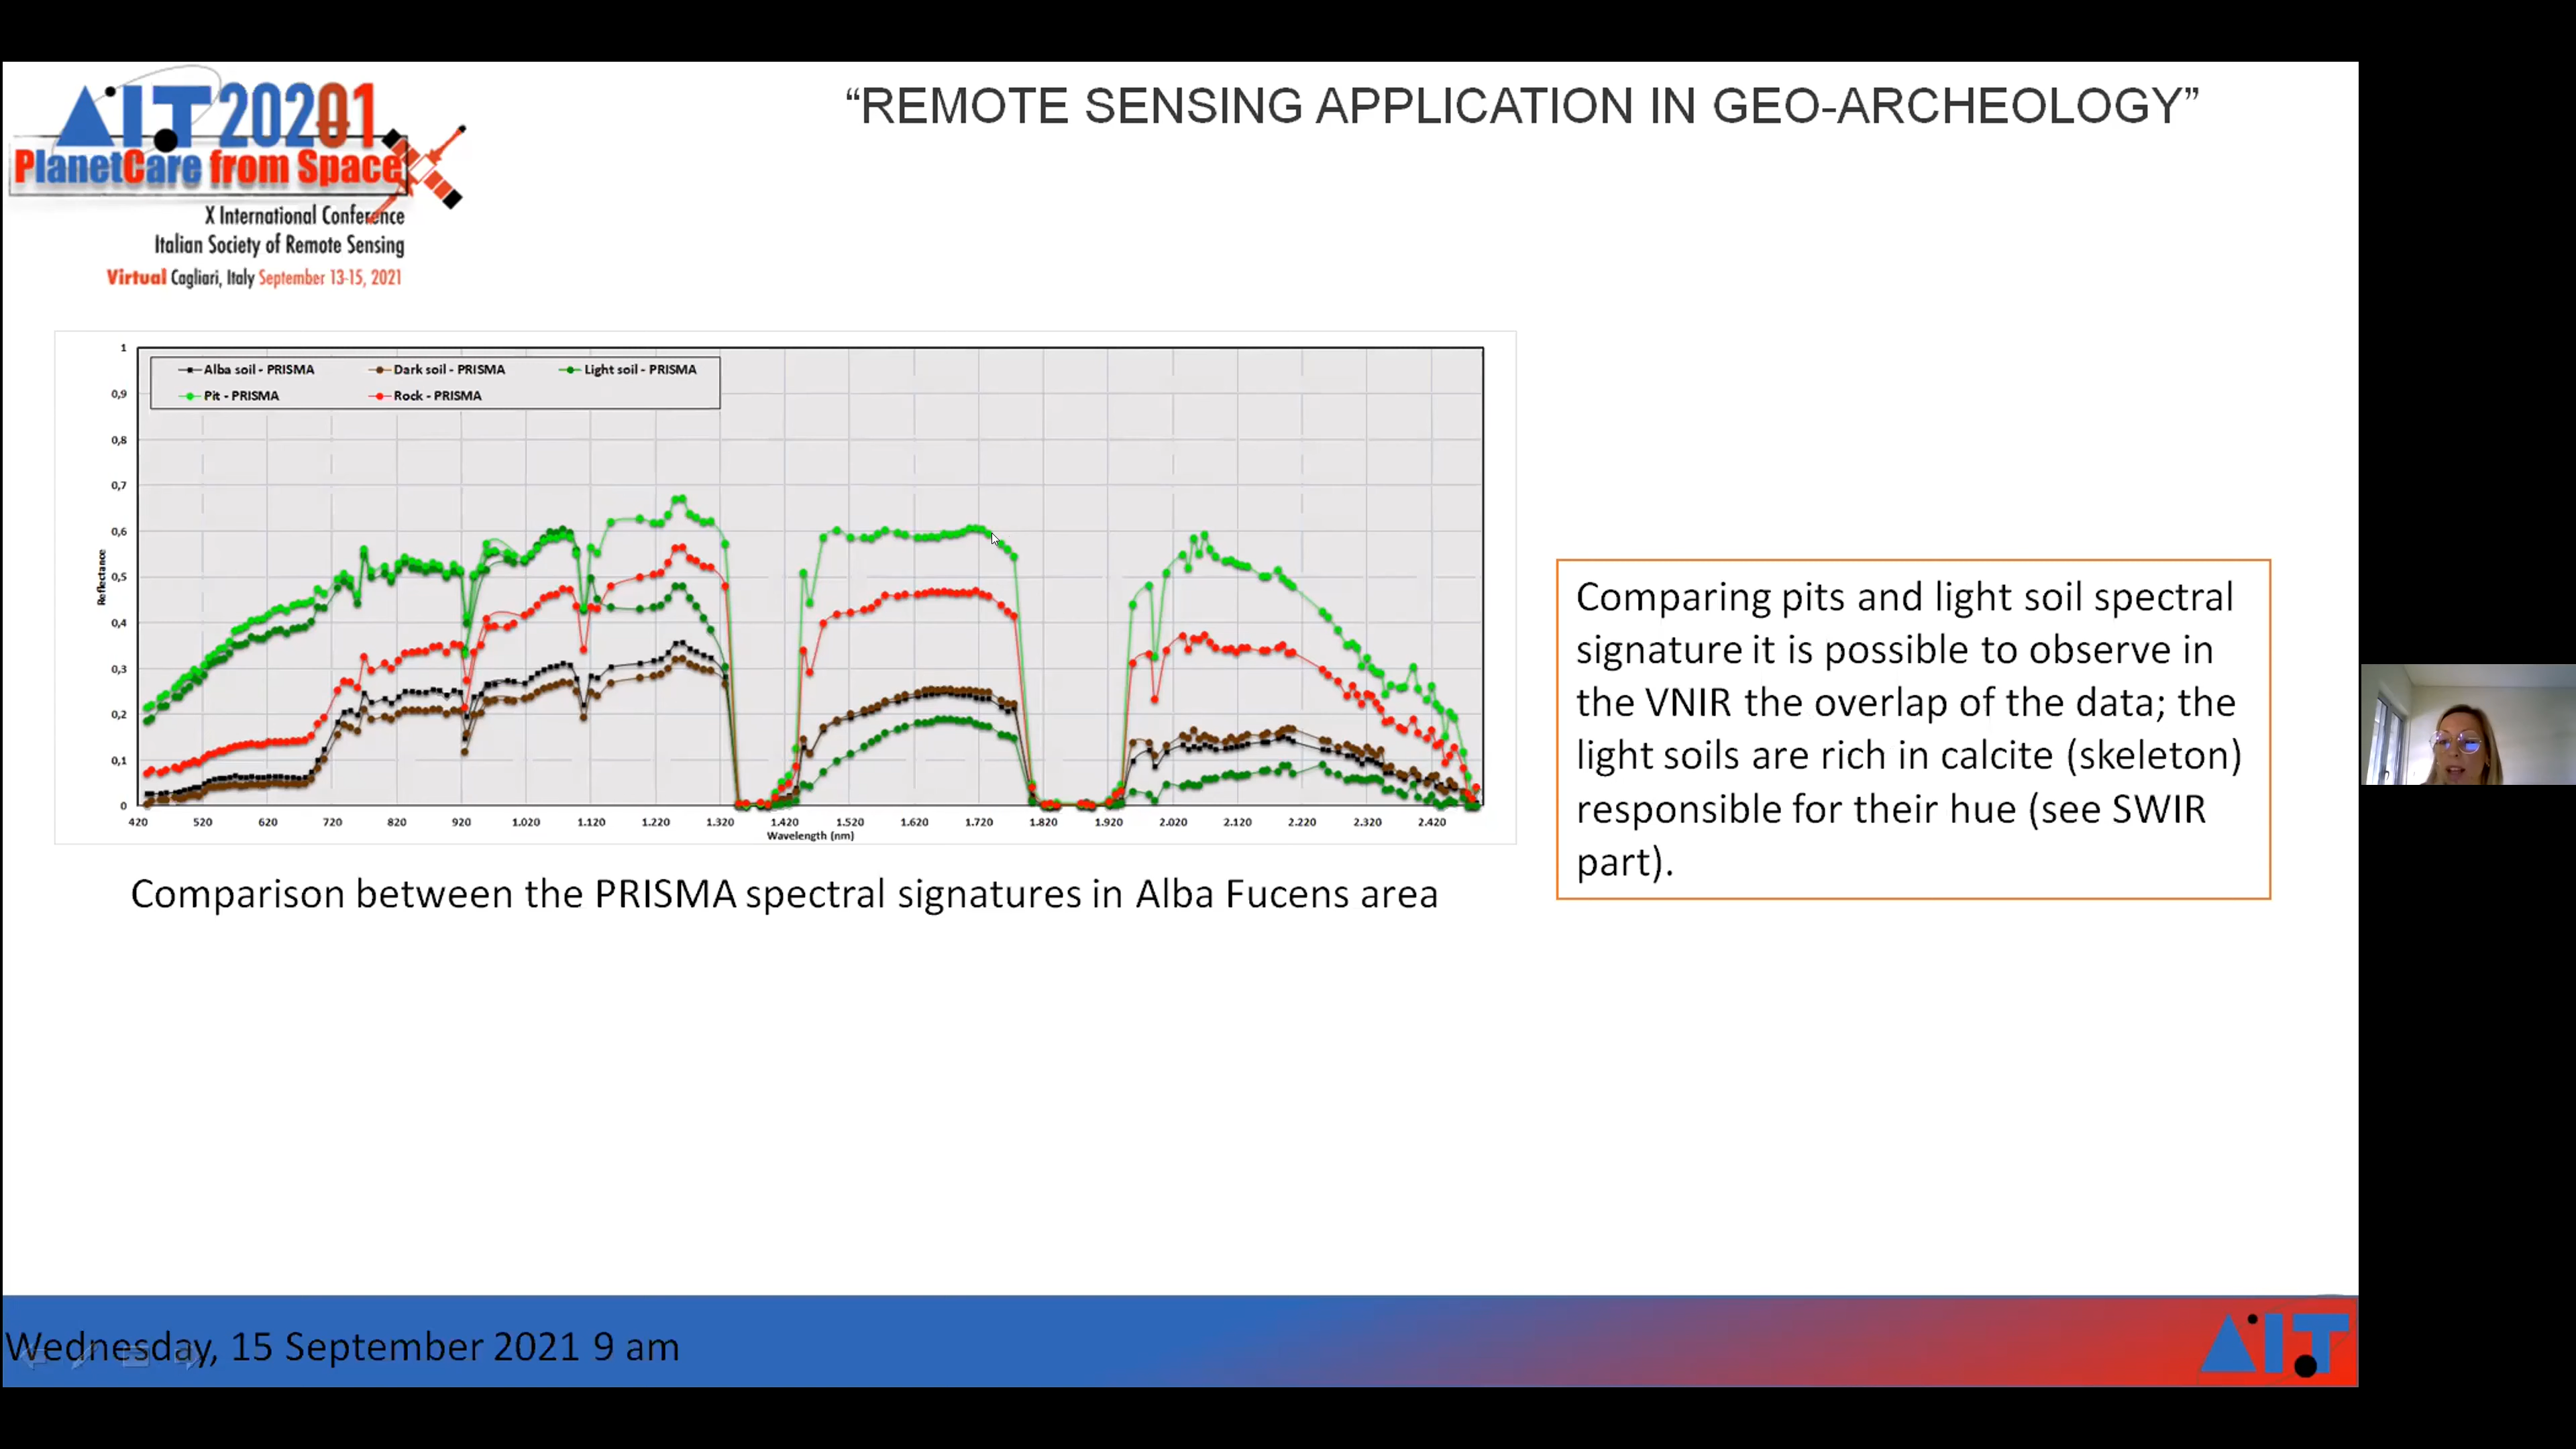 “REMOTE SENSING APPLICATION IN GEO-ARCHEOLOGY”
AIT20201
PlanetCare from Space
X International Conference
Italian Society of Remote Sensing
Virtual Cagliari, Italy September 13-15, 2021
Alba soil - PRISMA
Dark soil - PRISMA
Light soil - PRISMA
Pit - PRISMA
Rock - PRISMA
1
0,9
0,8
0,7
0,6
0,5
0,4
0,3
0,2
0,1
0
Reflectance
420 520 620 720 820 920 1.020 1.120 1.220 1.320 1.420 1.520 1.620 1.720 1.820 1.920 2.020 2.120 2.220 2.320 2.420
Wavelength (nm)
Comparison between the PRISMA spectral signatures in Alba Fucens area
Comparing pits and light soil spectral
signature it is possible to observe in
the VNIR the overlap of the data; the
light soils are rich in calcite (skeleton)
responsible for their hue (see SWIR
part).
Wednesday, 15 September 2021 9 am
AIT